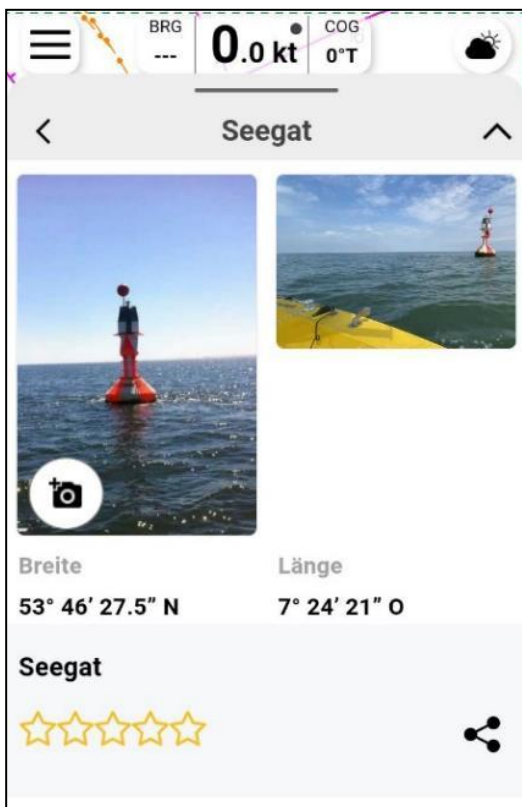 BRG
---
0.0 kt
COG
0°T
Seegat
Breite
53° 46’ 27.5” N
Länge
7° 24’ 21” O
Seegat